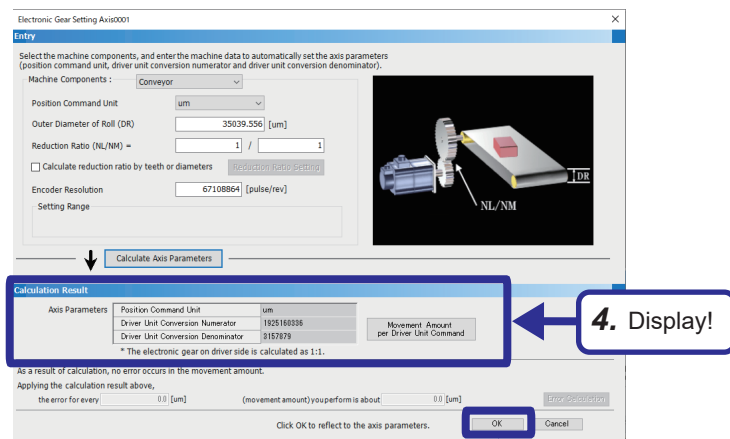 Electronic Gear Setting Axis0001
Entry
Select the machine components, and enter the machine data to automatically set the axis parameters
(position command unit, driver unit conversion numerator and driver unit conversion denominator).
Machine Components : Conveyor
Position Command Unit um
Outer Diameter of Roll (DR) 35039.556 [um]
Reduction Ratio (NL/NM) = 1 / 1
Calculate reduction ratio by teeth or diameters Reduction Ratio Setting
Encoder Resolution 67108864 [pulse/rev]
Setting Range
DR
NL/NM
Calculate Axis Parameters
Calculation Result
Axis Parameters Position Command Unit um
Driver Unit Conversion Numerator 1925160336
Driver Unit Conversion Denominator 3157879
Movement Amount
per Driver Unit Command
* The electronic gear on driver side is calculated as 1:1.
4. Display!
As a result of calculation, no error occurs in the movement amount.
Applying the calculation result above,
the error for every 0.0 [um] (movement amount) you perform is about 0.0 [um] Error Calculation
Click OK to reflect to the axis parameters. OK Cancel